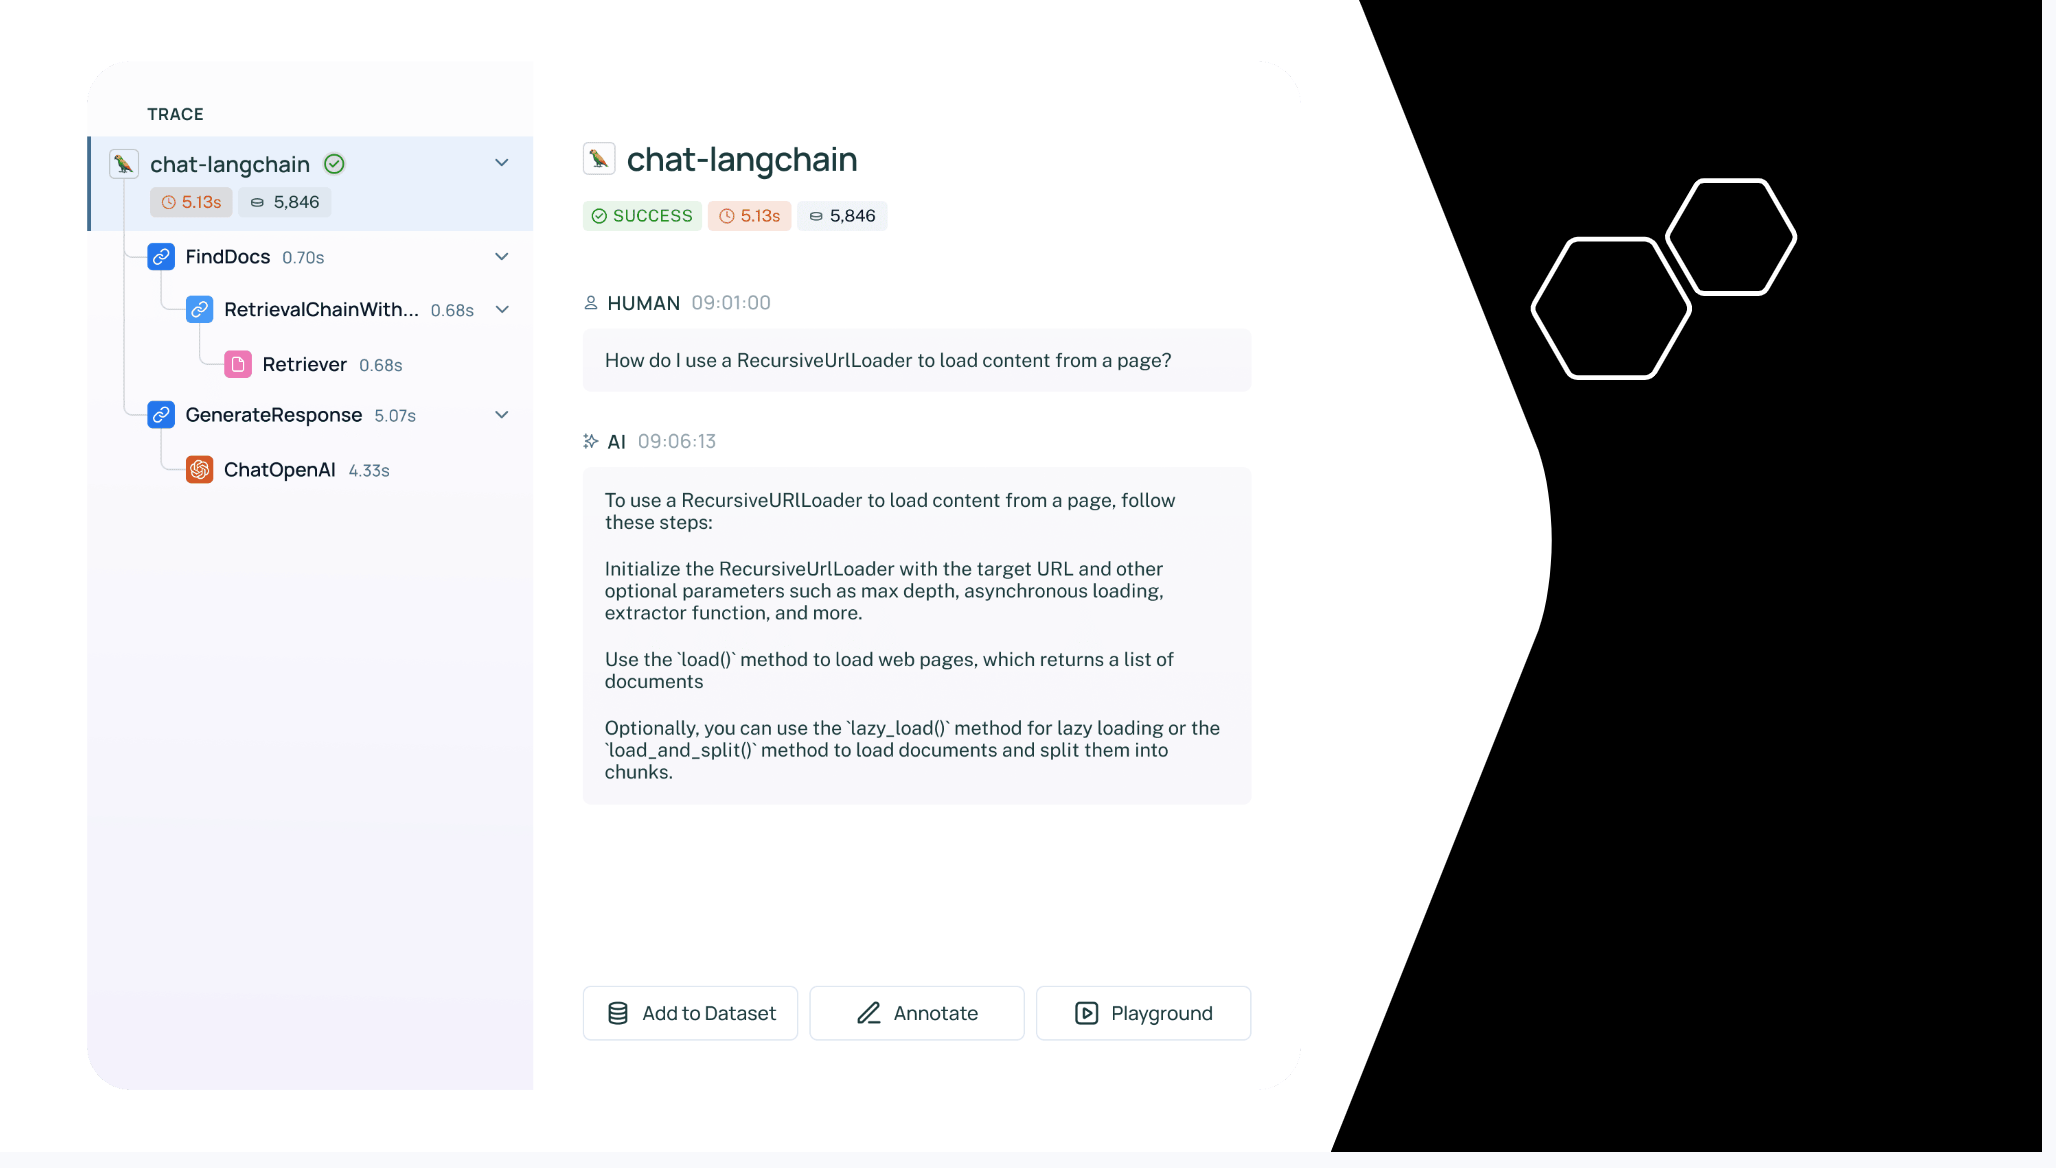 TRACE
chat-langchain
5.13s 5,846
FindDocs 0.70s
RetrievalChainWith... 0.68s
Retriever 0.68s
GenerateResponse 5.07s
ChatOpenAI 4.33s
chat-langchain
SUCCESS 5.13s 5,846
HUMAN 09:01:00
How do I use a RecursiveUrlLoader to load content from a page?
AI 09:06:13
To use a RecursiveURlLoader to load content from a page, follow
these steps:
Initialize the RecursiveUrlLoader with the target URL and other
optional parameters such as max depth, asynchronous loading,
extractor function, and more.
Use the `load()` method to load web pages, which returns a list of
documents
Optionally, you can use the `lazy_load()` method for lazy loading or the
`load_and_split()` method to load documents and split them into
chunks.
Add to Dataset
Annotate
Playground